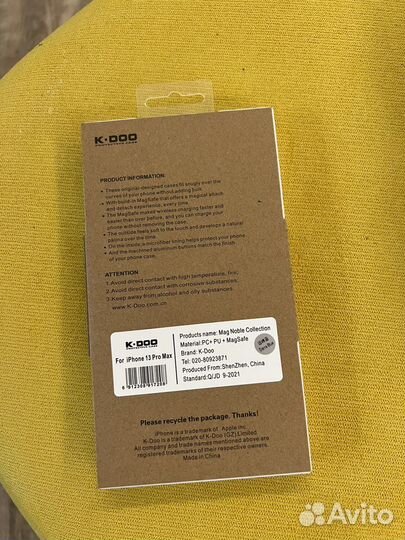 K·DOO
PROTECTIVE CASE
PRODUCT INFORMATION
• These original-designed cases fit snugly over the
curves of your phone without adding bulk.
• With built-in MagSafe that offers a magical attach
and detach experience, every time.
• The MagSafe makes wireless charging faster and
easier than over before, and you can charge your
phone without removing the case.
• The outside feels soft to the touch and develops a natural
patina over the time.
• On the inside, a microfiber lining helps protect your phone
• And the machined aluminum buttons match the finish
of your phone case.
ATTENTION
1.Avoid direct contact with high temperature, fire;
2.Avoid direct contact with corrosive substances;
3.Keep away from alcohol and oily substances.
www.K-Doo.com.cn
K·DOO
For iPhone 13 Pro Max
6 912308 917259
Products name: Mag Noble Collection
Material:PC+ PU + MagSafe
Brand: K-Doo
Tel: 020-80923871
Produced From:ShenZhen, China
Standard:Q/JD 9-2021
Please recycle the package. Thanks!
iPhone is a trademark of Apple Inc.
K-Doo is a trademark of K-Doo (GZ) Limited
All company and trade names mentioned above are
registered trademarks of their respective owners.
Made in China
Avito